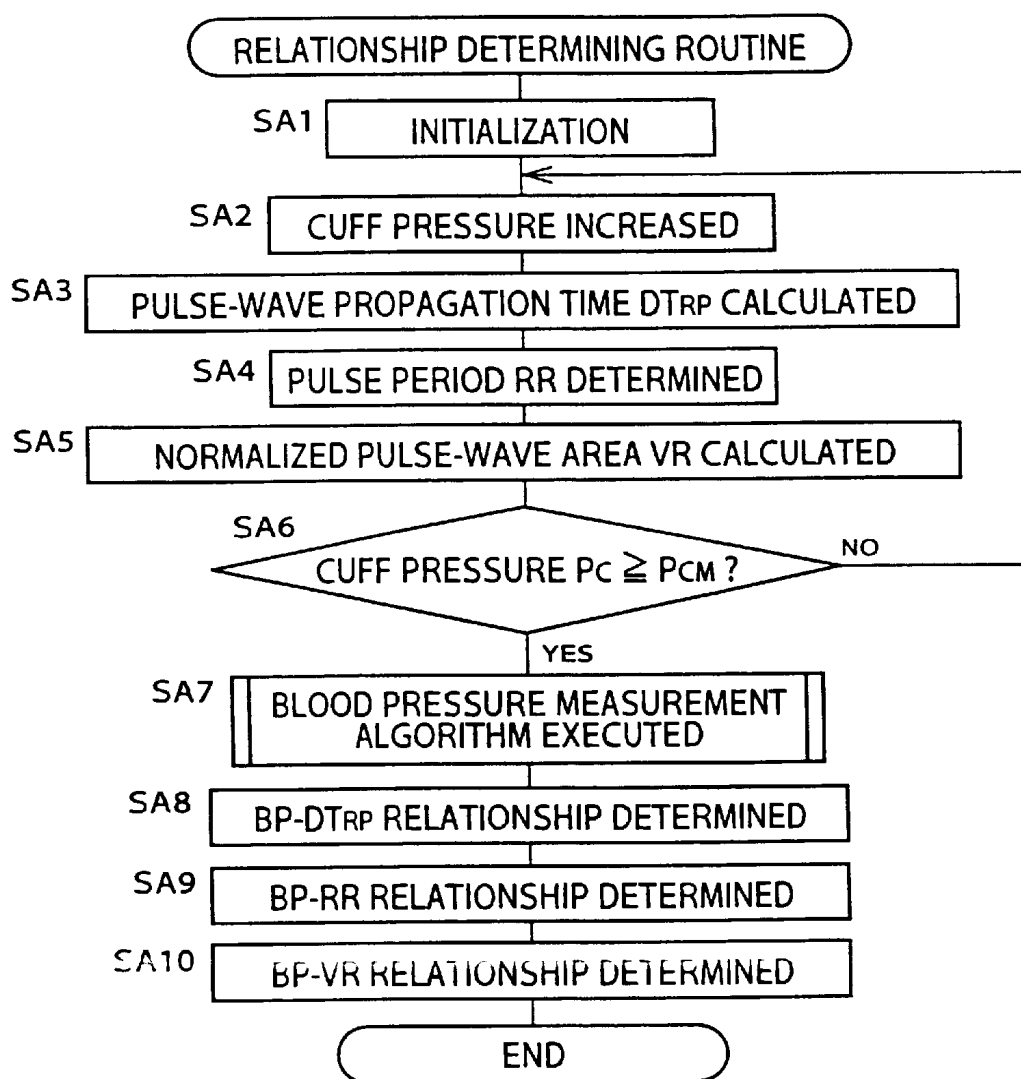 RELATIONSHIP DETERMINING ROUTINE
SA1
INITIALIZATION
SA2
CUFF PRESSURE INCREASED
SA3
PULSE-WAVE PROPAGATION TIME DTRP CALCULATED
SA4
PULSE PERIOD RR DETERMINED
SA5
NORMALIZED PULSE-WAVE AREA VR CALCULATED
SA6
CUFF PRESSURE PC ≧ PCM ?
NO
YES
SA7
BLOOD PRESSURE MEASUREMENT
ALGORITHM EXECUTED
SA8
BP-DTRP RELATIONSHIP DETERMINED
SA9
BP-RR RELATIONSHIP DETERMINED
SA10
BP-VR RELATIONSHIP DETERMINED
END